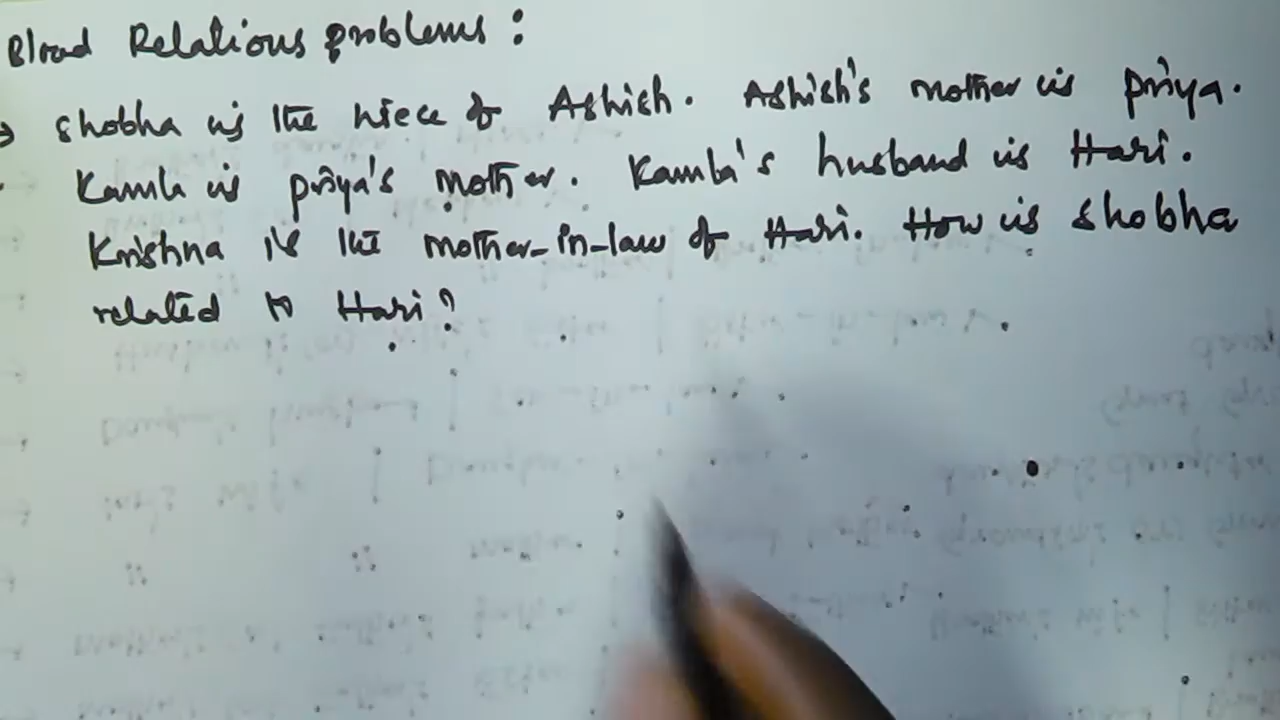 Blood Relations problems :
→ Shobha is the niece of Ashish. Ashish's mother is priya.
Kamla is priya's mother. Kamla's husband is Hari.
Krishna is the mother-in-law of Hari. How is shobha
related to Hari?